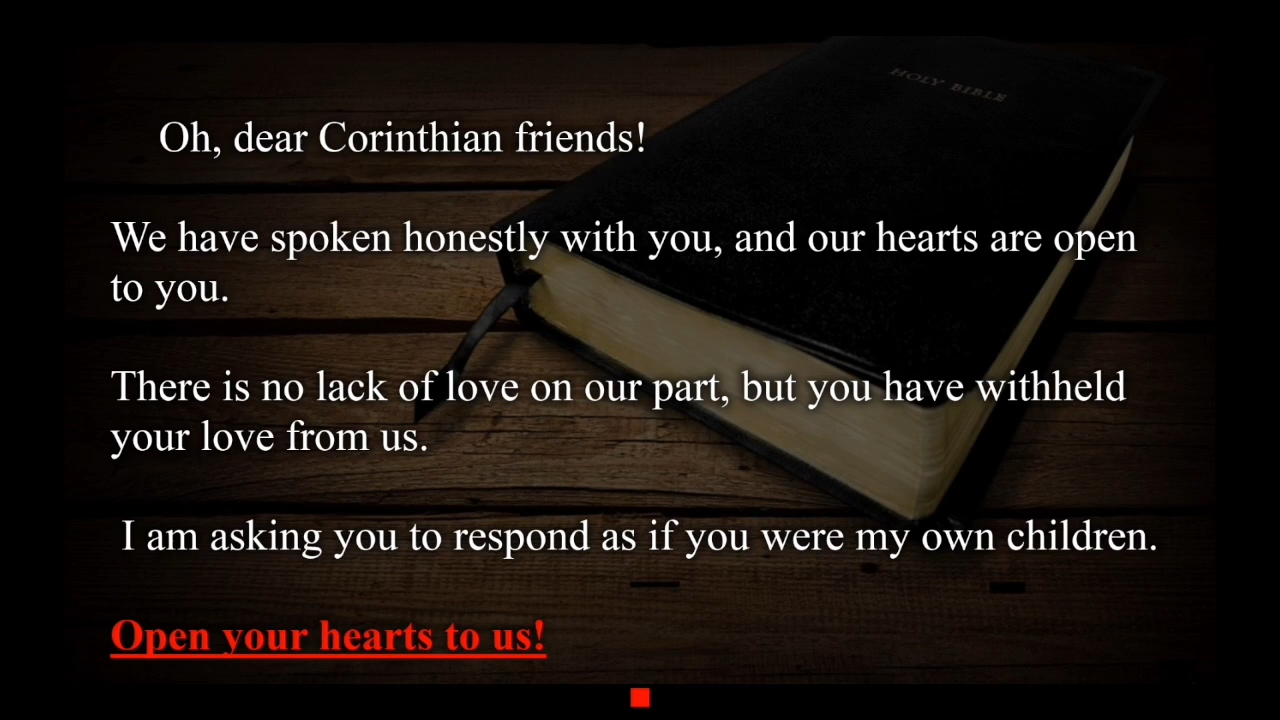 HOLY BIBLE
Oh, dear Corinthian friends!
We have spoken honestly with you, and our hearts are open
to you.
There is no lack of love on our part, but you have withheld
your love from us.
I am asking you to respond as if you were my own children.
Open your hearts to us!